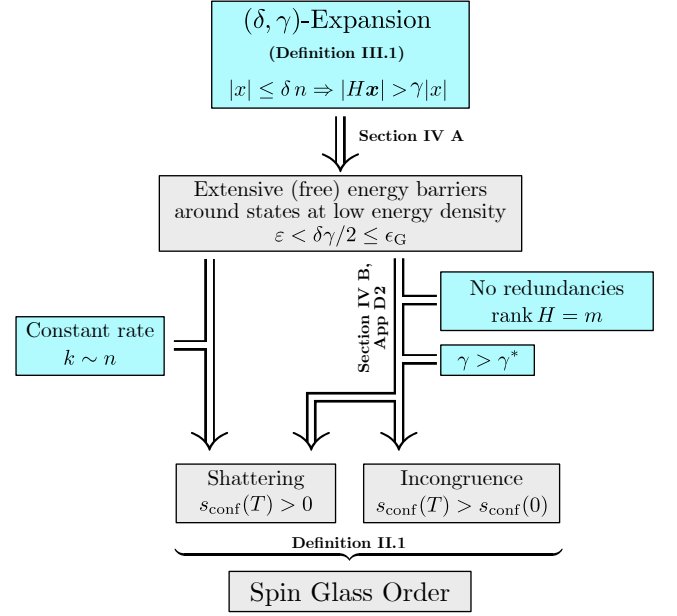 (δ, γ)-Expansion
(Definition III.1)
|x| ≤ δ n ⇒ |H𝒙| > γ|x|
Section IV A
Extensive (free) energy barriers
around states at low energy density
ε < δγ/2 ≤ ϵ_G
Section IV B,
App D2
No redundancies
rank H = m
Constant rate
k ∼ n
γ > γ*
Shattering
s_conf(T) > 0
Incongruence
s_conf(T) > s_conf(0)
Definition II.1
Spin Glass Order